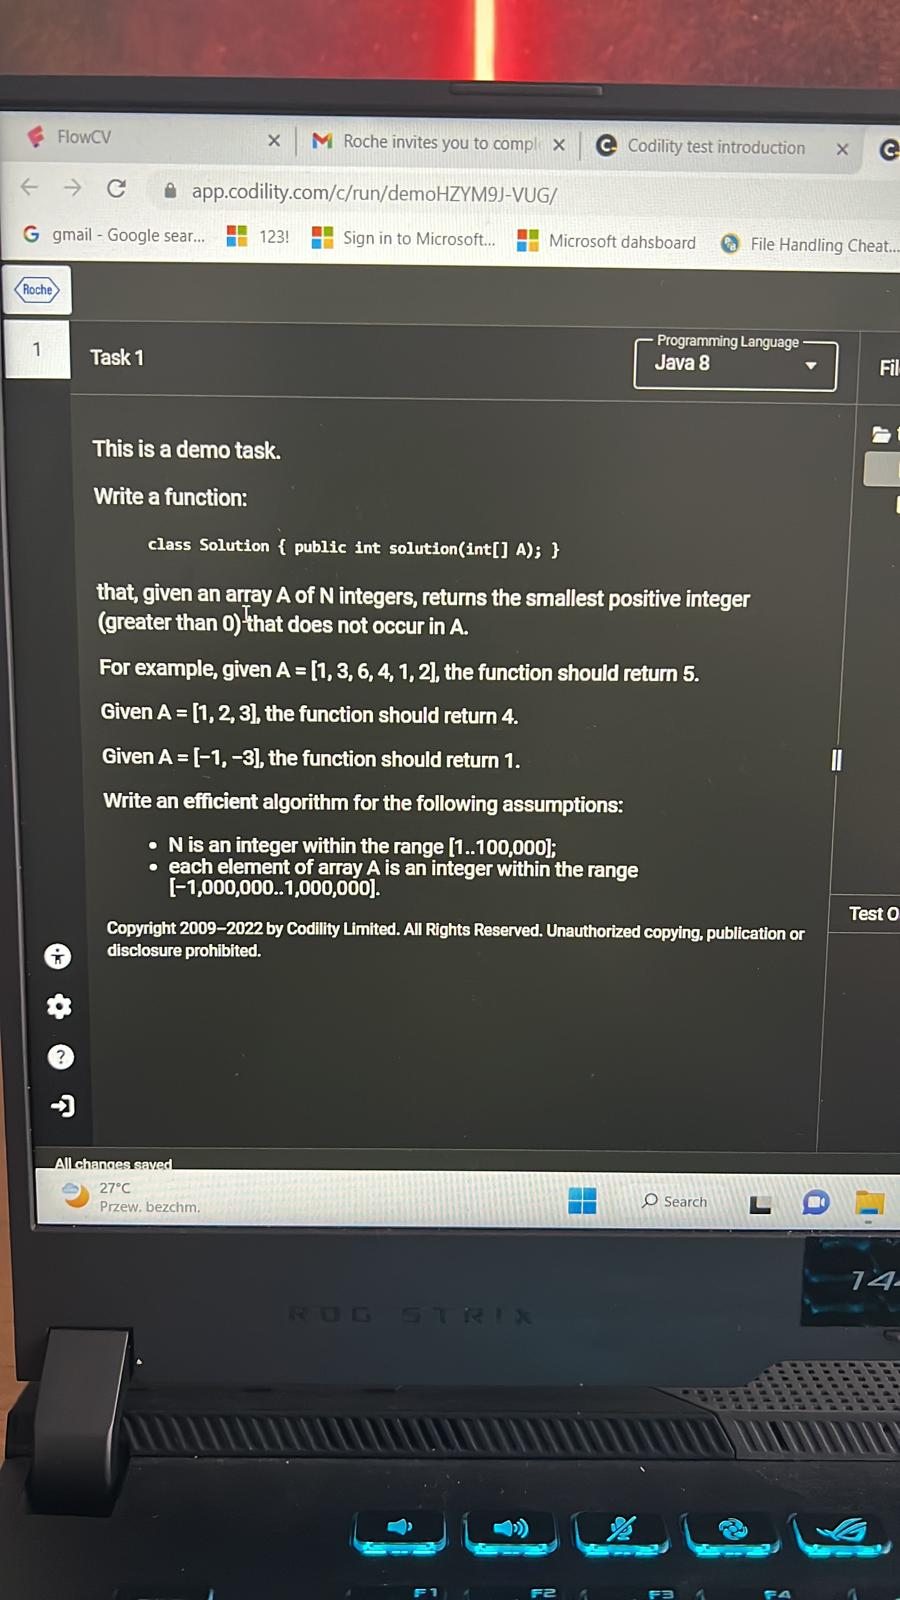 FlowCV
Roche invites you to compl
Codility test introduction
app.codility.com/c/run/demoHZYM9J-VUG/
gmail - Google sear...
123!
Sign in to Microsoft...
Microsoft dahsboard
File Handling Cheat...
Roche
1
Task 1
Programming Language
Java 8
Fil
This is a demo task.
Write a function:
class Solution { public int solution(int[] A); }
that, given an array A of N integers, returns the smallest positive integer
(greater than 0) that does not occur in A.
For example, given A = [1, 3, 6, 4, 1, 2], the function should return 5.
Given A = [1, 2, 3], the function should return 4.
Given A = [−1, −3], the function should return 1.
Write an efficient algorithm for the following assumptions:
• N is an integer within the range [1..100,000];
• each element of array A is an integer within the range
[−1,000,000..1,000,000].
Test O
Copyright 2009–2022 by Codility Limited. All Rights Reserved. Unauthorized copying, publication or
disclosure prohibited.
All changes saved
27°C
Przew. bezchm.
Search
144
ROG STRIX
F1
F2
F3
F4